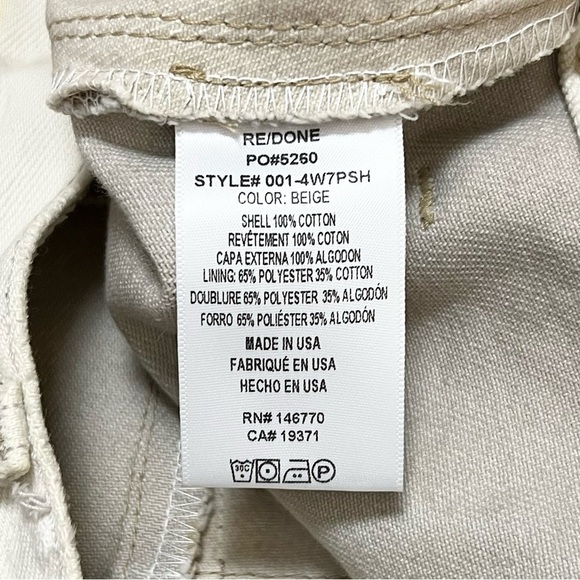 RE/DONE
PO#5260
STYLE# 001-4W7PSH
COLOR: BEIGE
SHELL 100% COTTON
REVÊTEMENT 100% COTON
CAPA EXTERNA 100% ALGODON
LINING: 65% POLYESTER 35% COTTON
DOUBLURE 65% POLYESTER 35% ALGODÓN
FORRO 65% POLIÉSTER 35% ALGODÓN
MADE IN USA
FABRIQUÉ EN USA
HECHO EN USA
RN# 146770
CA# 19371
30C P